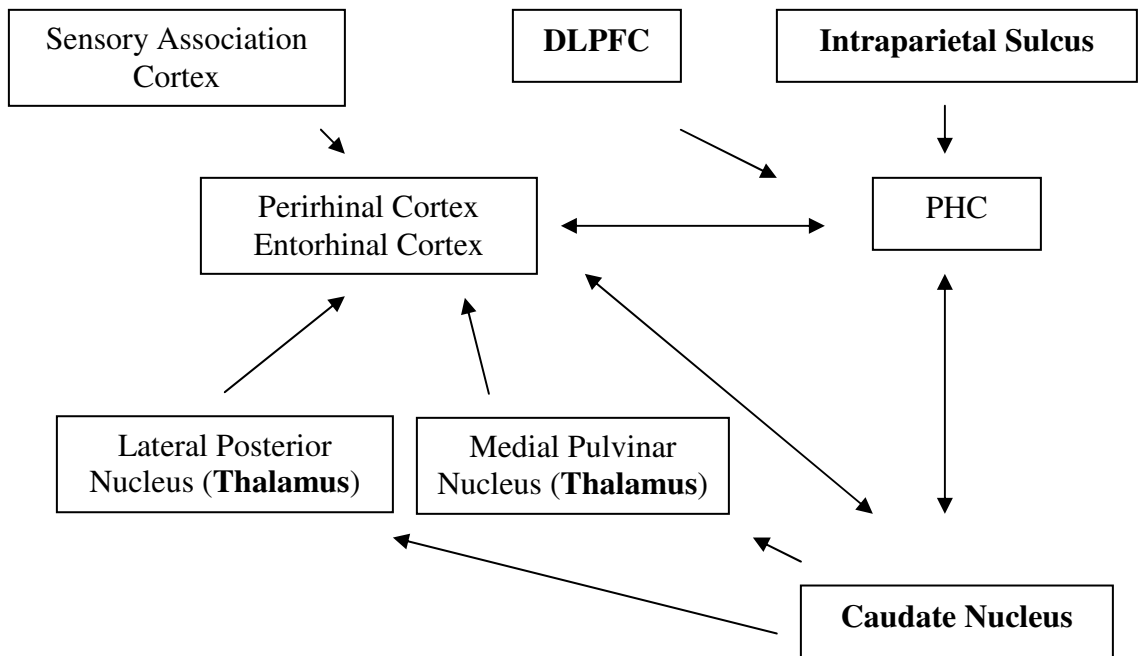 Sensory Association
Cortex
DLPFC
Intraparietal Sulcus
Perirhinal Cortex
Entorhinal Cortex
PHC
Lateral Posterior
Nucleus (Thalamus)
Medial Pulvinar
Nucleus (Thalamus)
Caudate Nucleus